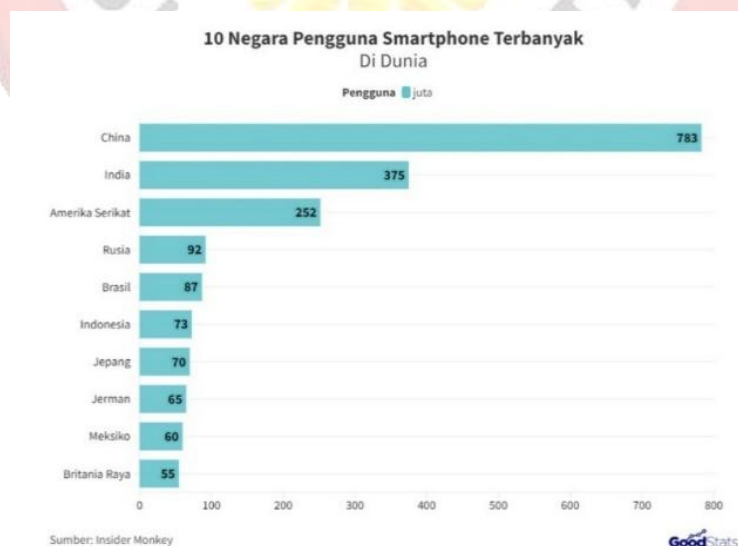 10 Negara Pengguna Smartphone Terbanyak
Di Dunia
Pengguna juta
China 783
India 375
Amerika Serikat 252
Rusia 92
Brasil 87
Indonesia 73
Jepang 70
Jerman 65
Meksiko 60
Britania Raya 55
0 100 200 300 400 500 600 700 800
Sumber: Insider Monkey
GoodStats